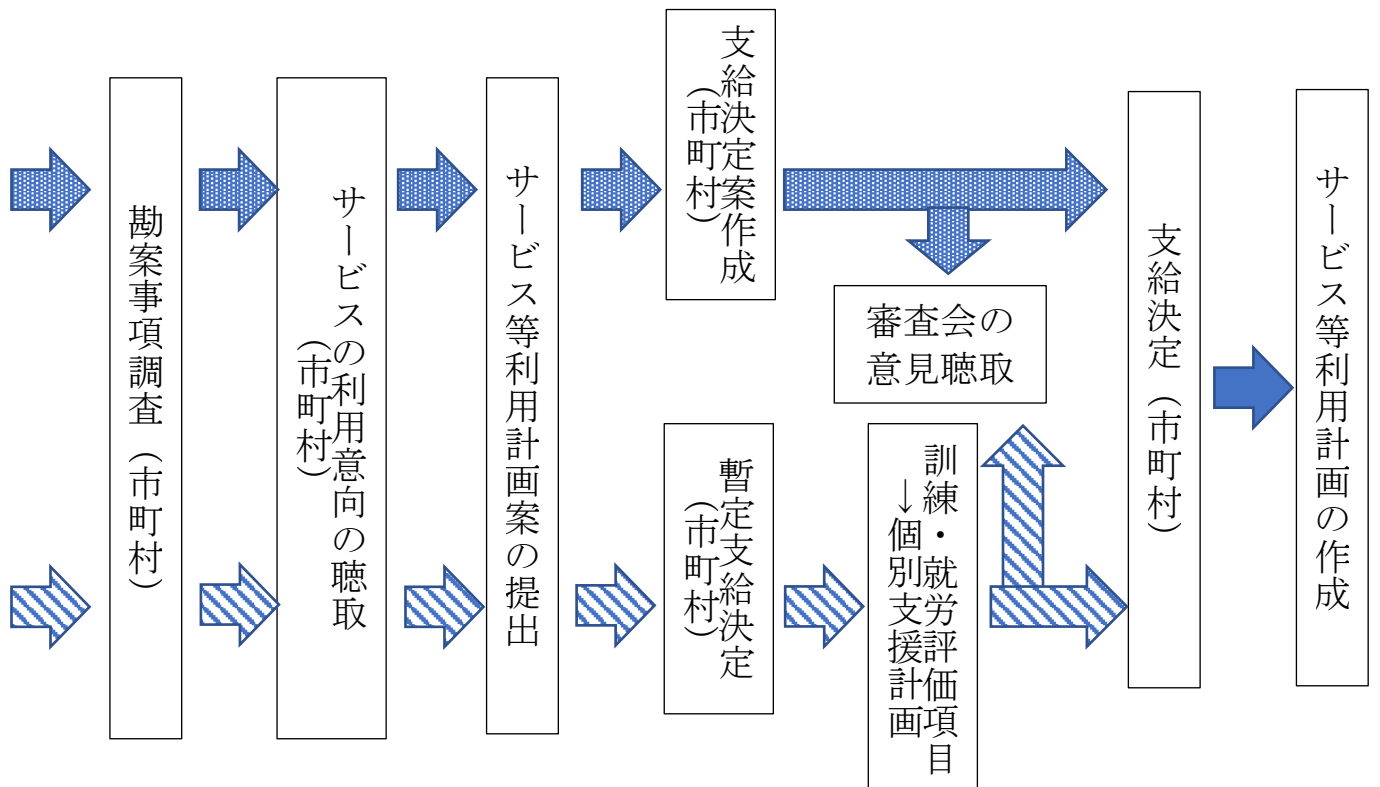 勘案事項調査（市町村）
サービスの利用意向の聴取
（市町村）
サービス等利用計画案の提出
支給決定案作成
（市町村）
審査会の
意見聴取
暫定支給決定
（市町村）
訓練・就労評価項目
→個別支援計画
支給決定（市町村）
サービス等利用計画の作成